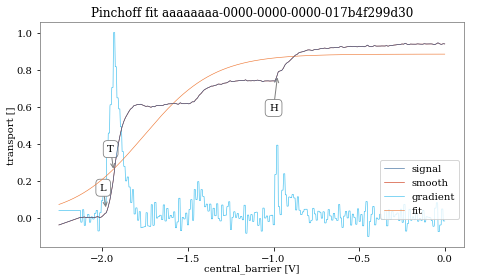 Pinchoff fit aaaaaaaa-0000-0000-0000-017b4f299d30
transport []
1.0
0.8
0.6
0.4
0.2
0.0
H
T
L
signal
smooth
gradient
fit
−2.0
−1.5
−1.0
−0.5
0.0
central_barrier [V]